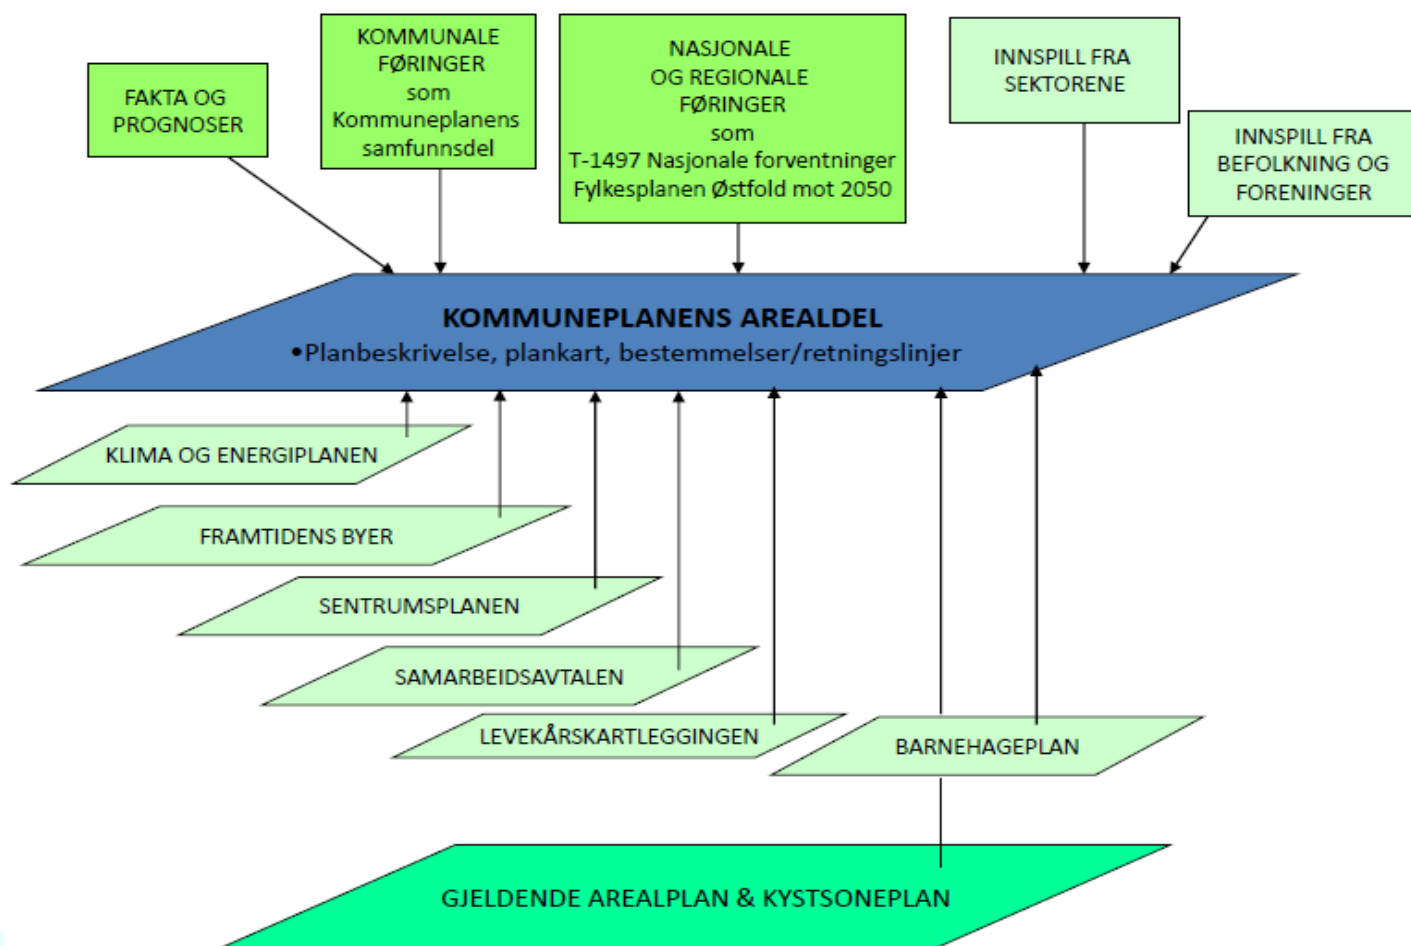 FAKTA OG
PROGNOSER
KOMMUNALE
FØRINGER
som
Kommuneplanens
samfunnsdel
NASJONALE
OG REGIONALE
FØRINGER
som
T-1497 Nasjonale forventninger
Fylkesplanen Østfold mot 2050
INNSPILL FRA
SEKTORENE
INNSPILL FRA
BEFOLKNING OG
FORENINGER
KOMMUNEPLANENS AREALDEL
•Planbeskrivelse, plankart, bestemmelser/retningslinjer
KLIMA OG ENERGIPLANEN
FRAMTIDENS BYER
SENTRUMSPLANEN
SAMARBEIDSAVTALEN
LEVEKÅRSKARTLEGGINGEN
BARNEHAGEPLAN
GJELDENDE AREALPLAN & KYSTSONEPLAN